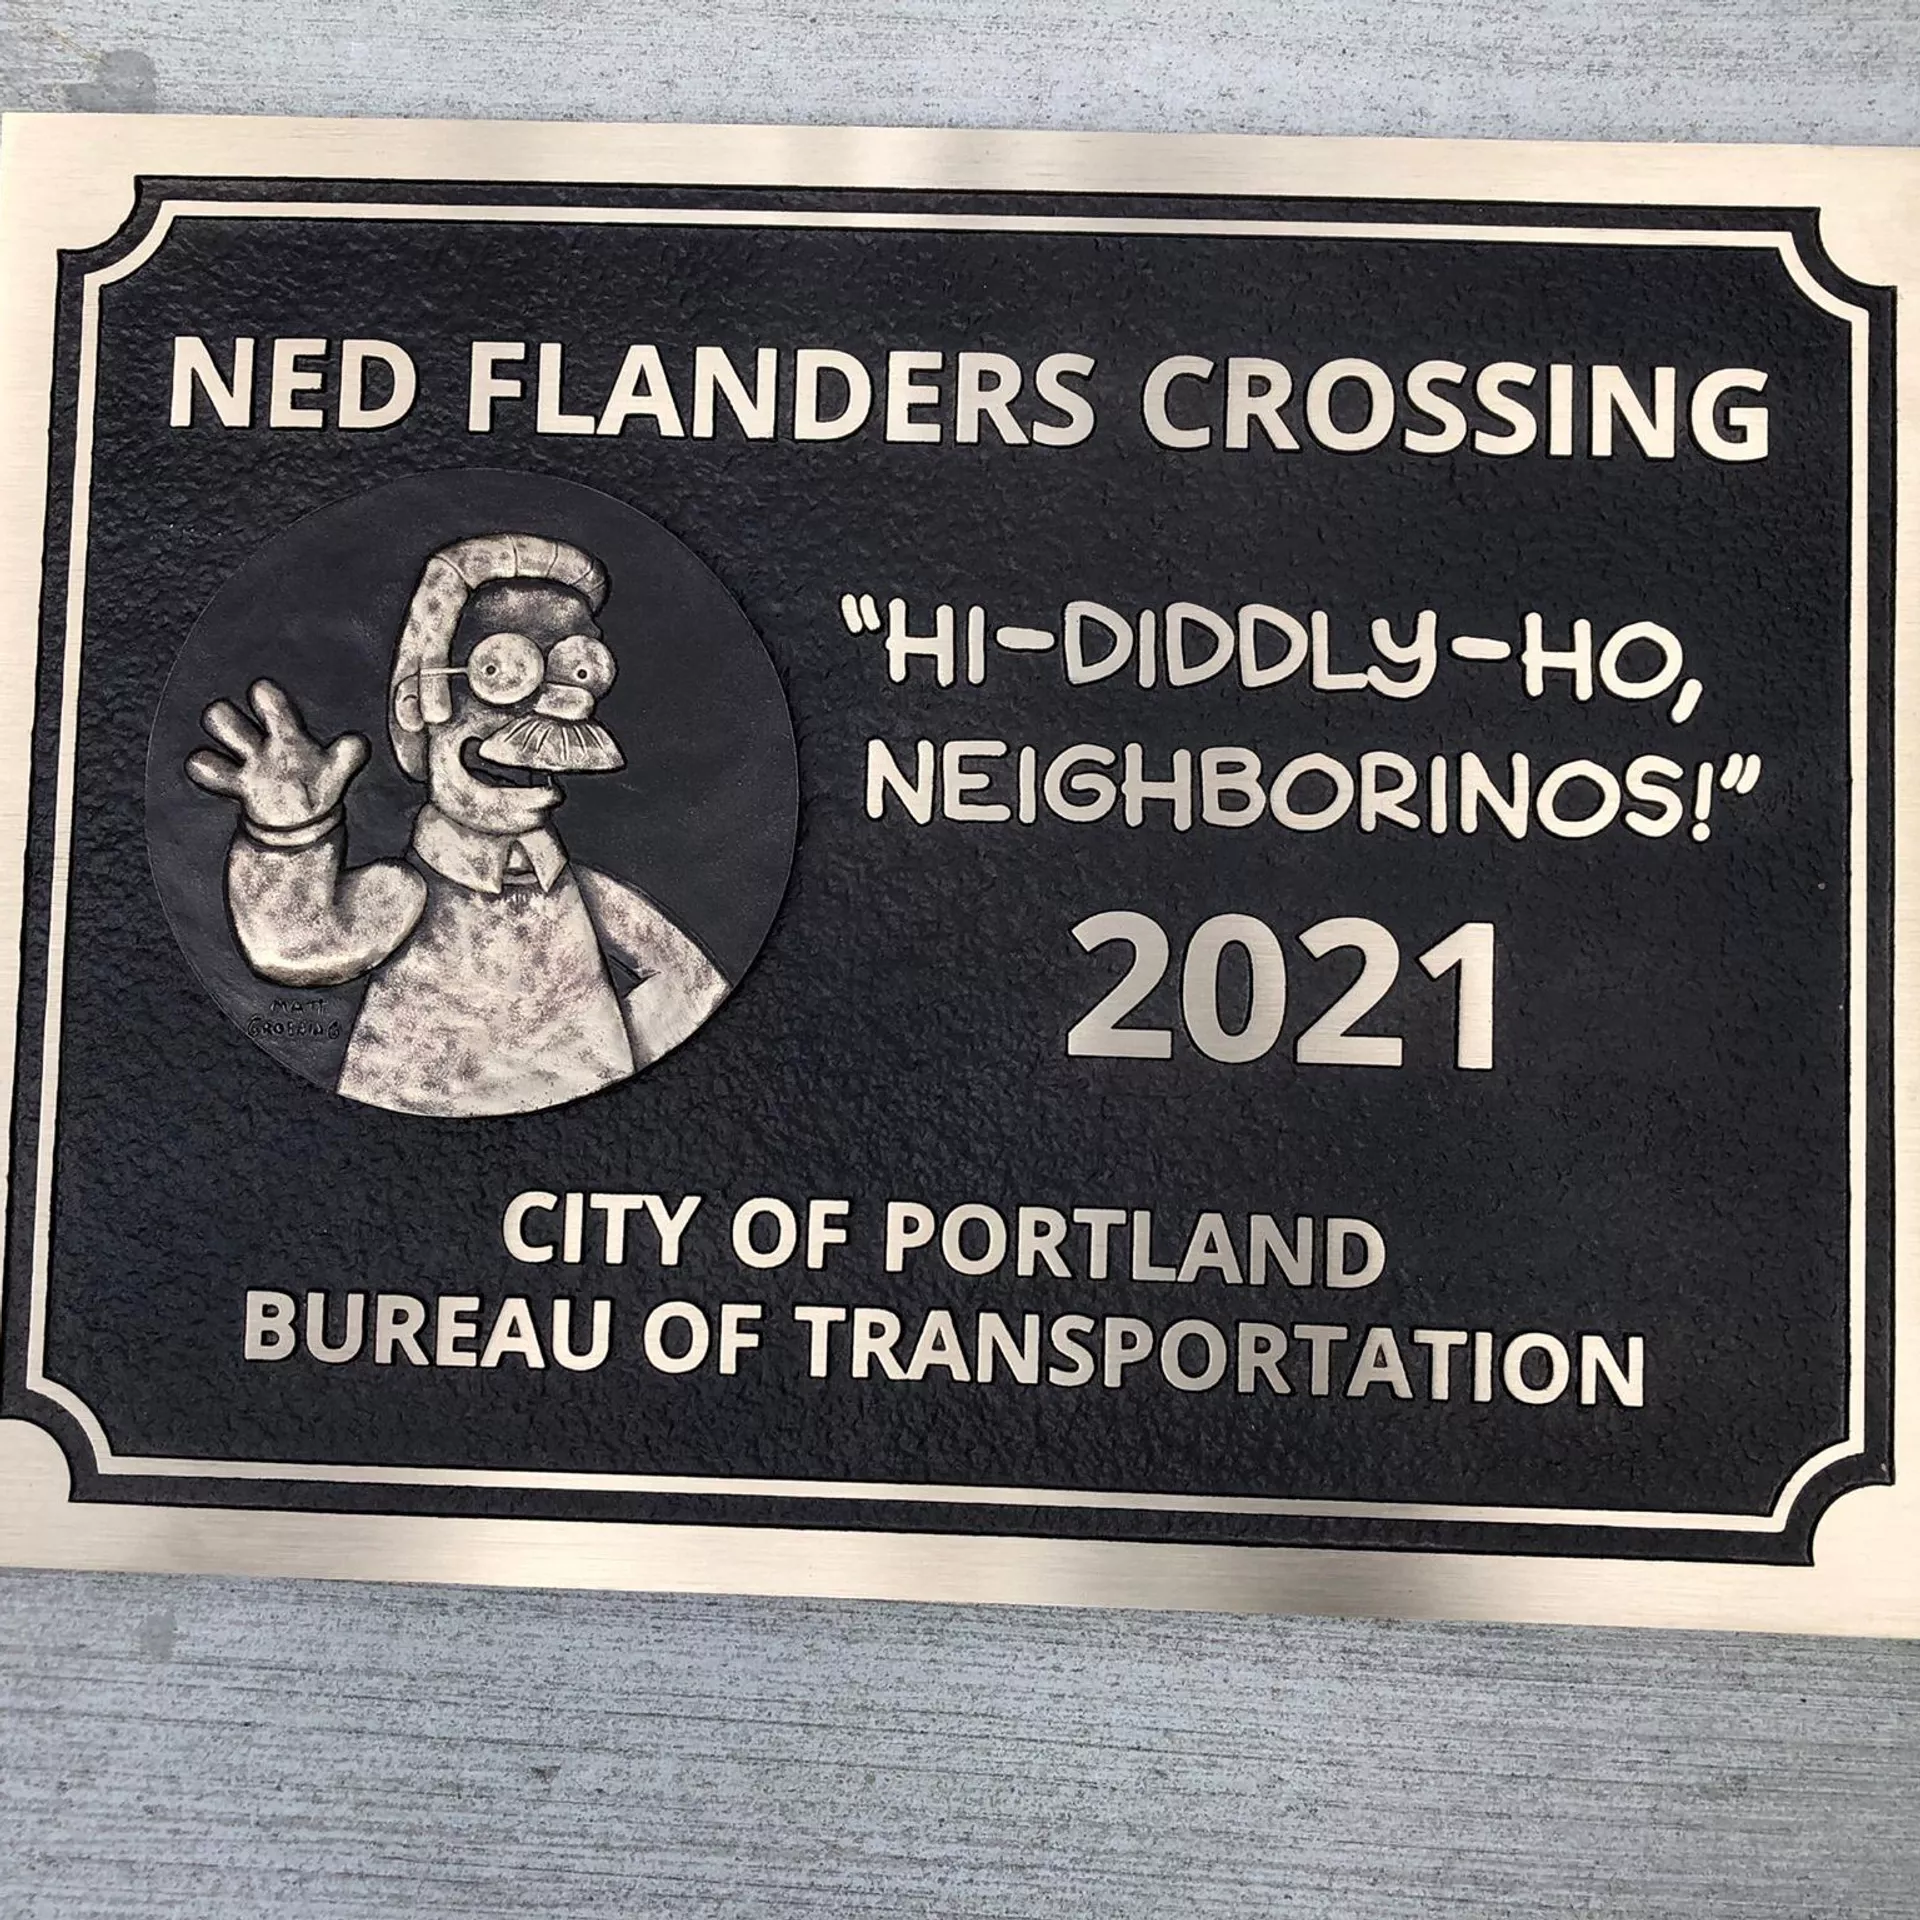 NED FLANDERS CROSSING
“HI-DIDDLY-HO,
NEIGHBORINOS!”
2021
MATT
GROENING
CITY OF PORTLAND
BUREAU OF TRANSPORTATION